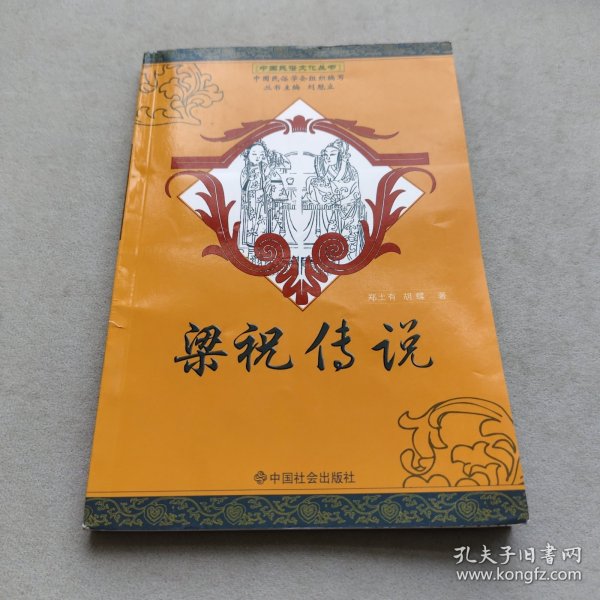 中国民俗文化丛书
中国民俗学会组织编写
丛书主编 刘魁立
郑土有 胡蝶 著
梁祝传说
中国社会出版社
孔夫子旧书网
www.kongfz.com